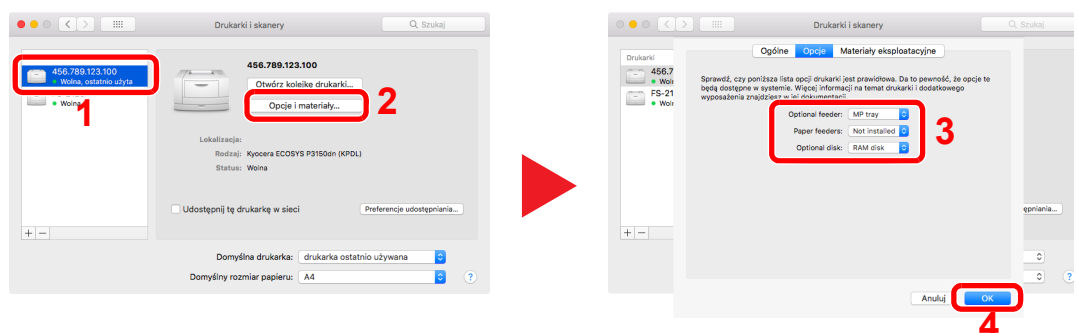 Drukarki i skanery
Szukaj
456.789.123.100
Wolna, ostatnio użyta
Wolna
1
456.789.123.100
Otwórz kolejkę drukarki...
Opcje i materiały...
2
Lokalizacja:
Rodzaj: Kyocera ECOSYS P3150dn (KPDL)
Status: Wolna
Udostępnij tę drukarkę w sieci
Preferencje udostępniania...
+ −
Domyślna drukarka: drukarka ostatnio używana
Domyślny rozmiar papieru: A4
?
Drukarki i skanery
Szukaj
Drukarki
456.7
Wol
FS-21
Wol
Ogólne Opcje Materiały eksploatacyjne
Sprawdź, czy poniższa lista opcji drukarki jest prawidłowa. Da to pewność, że opcje te
będą dostępne w systemie. Więcej informacji na temat drukarki i dodatkowego
wyposażenia znajdziesz w jej dokumentacji.
Optional feeder: MP tray
Paper feeders: Not installed
Optional disk: RAM disk
3
ępniania...
+ −
?
Anuluj
OK
4